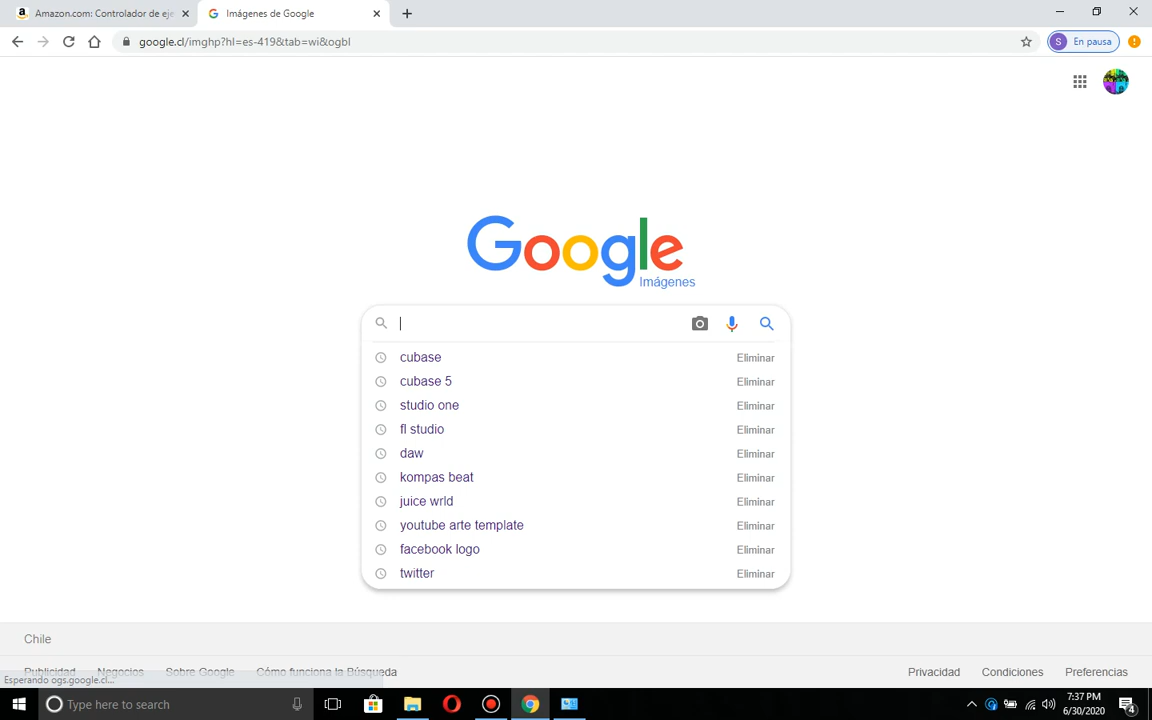 Amazon.com: Controlador de eje
Imágenes de Google
google.cl/imghp?hl=es-419&tab=wi&ogbl
S En pausa
Google
Imágenes
cubase Eliminar
cubase 5 Eliminar
studio one Eliminar
fl studio Eliminar
daw Eliminar
kompas beat Eliminar
juice wrld Eliminar
youtube arte template Eliminar
facebook logo Eliminar
twitter Eliminar
Chile
Publicidad Negocios Sobre Google Cómo funciona la Búsqueda Privacidad Condiciones Preferencias
Esperando ogs.google.cl...
Type here to search
7:37 PM
6/30/2020
4